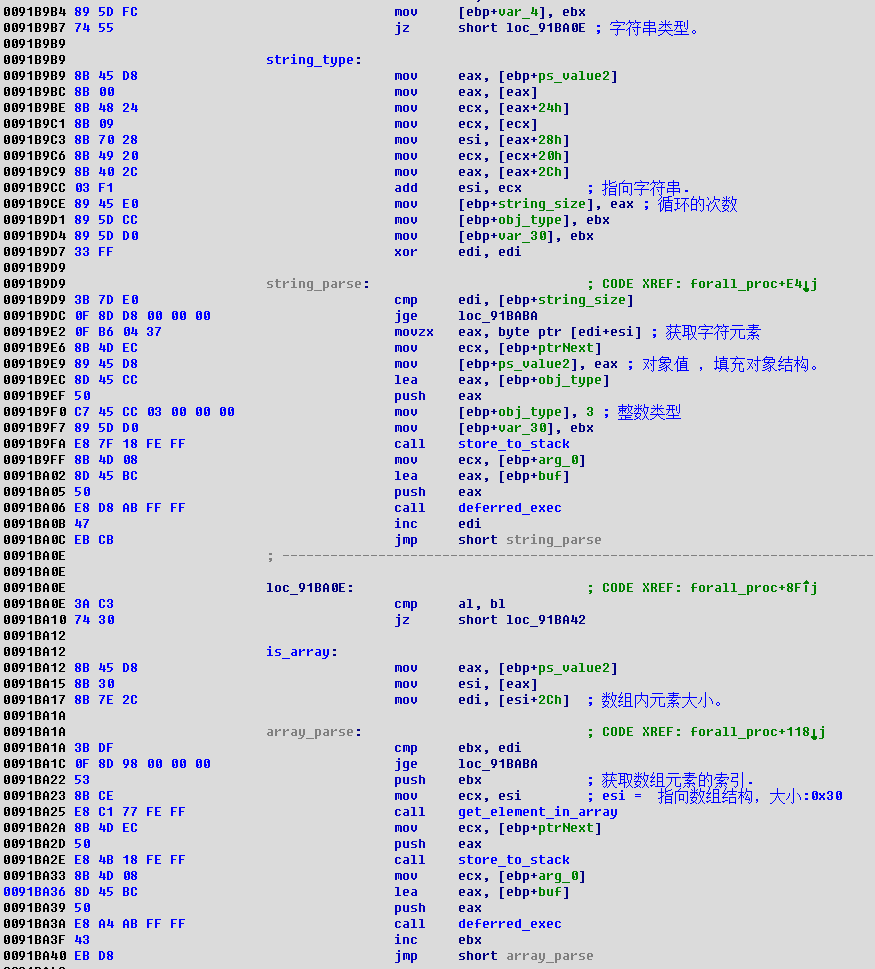 0091B9B4 89 5D FC mov [ebp+var_4], ebx
0091B9B7 74 55 jz short loc_91BA0E ; 字符串类型。
0091B9B9
0091B9B9 string_type:
0091B9B9 8B 45 D8 mov eax, [ebp+ps_value2]
0091B9BC 8B 00 mov eax, [eax]
0091B9BE 8B 48 24 mov ecx, [eax+24h]
0091B9C1 8B 09 mov ecx, [ecx]
0091B9C3 8B 70 28 mov esi, [eax+28h]
0091B9C6 8B 49 20 mov ecx, [ecx+20h]
0091B9C9 8B 40 2C mov eax, [eax+2Ch]
0091B9CC 03 F1 add esi, ecx ; 指向字符串.
0091B9CE 89 45 E0 mov [ebp+string_size], eax ; 循环的次数
0091B9D1 89 5D CC mov [ebp+obj_type], ebx
0091B9D4 89 5D D0 mov [ebp+var_30], ebx
0091B9D7 33 FF xor edi, edi
0091B9D9
0091B9D9 string_parse: ; CODE XREF: forall_proc+E4↓j
0091B9D9 3B 7D E0 cmp edi, [ebp+string_size]
0091B9DC 0F 8D D8 00 00 00 jge loc_91BABA
0091B9E2 0F B6 04 37 movzx eax, byte ptr [edi+esi] ; 获取字符元素
0091B9E6 8B 4D EC mov ecx, [ebp+ptrNext]
0091B9E9 89 45 D8 mov [ebp+ps_value2], eax ; 对象值 ，填充对象结构。
0091B9EC 8D 45 CC lea eax, [ebp+obj_type]
0091B9EF 50 push eax
0091B9F0 C7 45 CC 03 00 00 00 mov [ebp+obj_type], 3 ; 整数类型
0091B9F7 89 5D D0 mov [ebp+var_30], ebx
0091B9FA E8 7F 18 FE FF call store_to_stack
0091B9FF 8B 4D 08 mov ecx, [ebp+arg_0]
0091BA02 8D 45 BC lea eax, [ebp+buf]
0091BA05 50 push eax
0091BA06 E8 D8 AB FF FF call deferred_exec
0091BA0B 47 inc edi
0091BA0C EB CB jmp short string_parse
0091BA0E ; ---------------------------------------------------------------------------
0091BA0E
0091BA0E loc_91BA0E: ; CODE XREF: forall_proc+8F↑j
0091BA0E 3A C3 cmp al, bl
0091BA10 74 30 jz short loc_91BA42
0091BA12
0091BA12 is_array:
0091BA12 8B 45 D8 mov eax, [ebp+ps_value2]
0091BA15 8B 30 mov esi, [eax]
0091BA17 8B 7E 2C mov edi, [esi+2Ch] ; 数组内元素大小。
0091BA1A
0091BA1A array_parse: ; CODE XREF: forall_proc+118↓j
0091BA1A 3B DF cmp ebx, edi
0091BA1C 0F 8D 98 00 00 00 jge loc_91BABA
0091BA22 53 push ebx ; 获取数组元素的索引.
0091BA23 8B CE mov ecx, esi ; esi = 指向数组结构，大小:0x30
0091BA25 E8 C1 77 FE FF call get_element_in_array
0091BA2A 8B 4D EC mov ecx, [ebp+ptrNext]
0091BA2D 50 push eax
0091BA2E E8 4B 18 FE FF call store_to_stack
0091BA33 8B 4D 08 mov ecx, [ebp+arg_0]
0091BA36 8D 45 BC lea eax, [ebp+buf]
0091BA39 50 push eax
0091BA3A E8 A4 AB FF FF call deferred_exec
0091BA3F 43 inc ebx
0091BA40 EB D8 jmp short array_parse